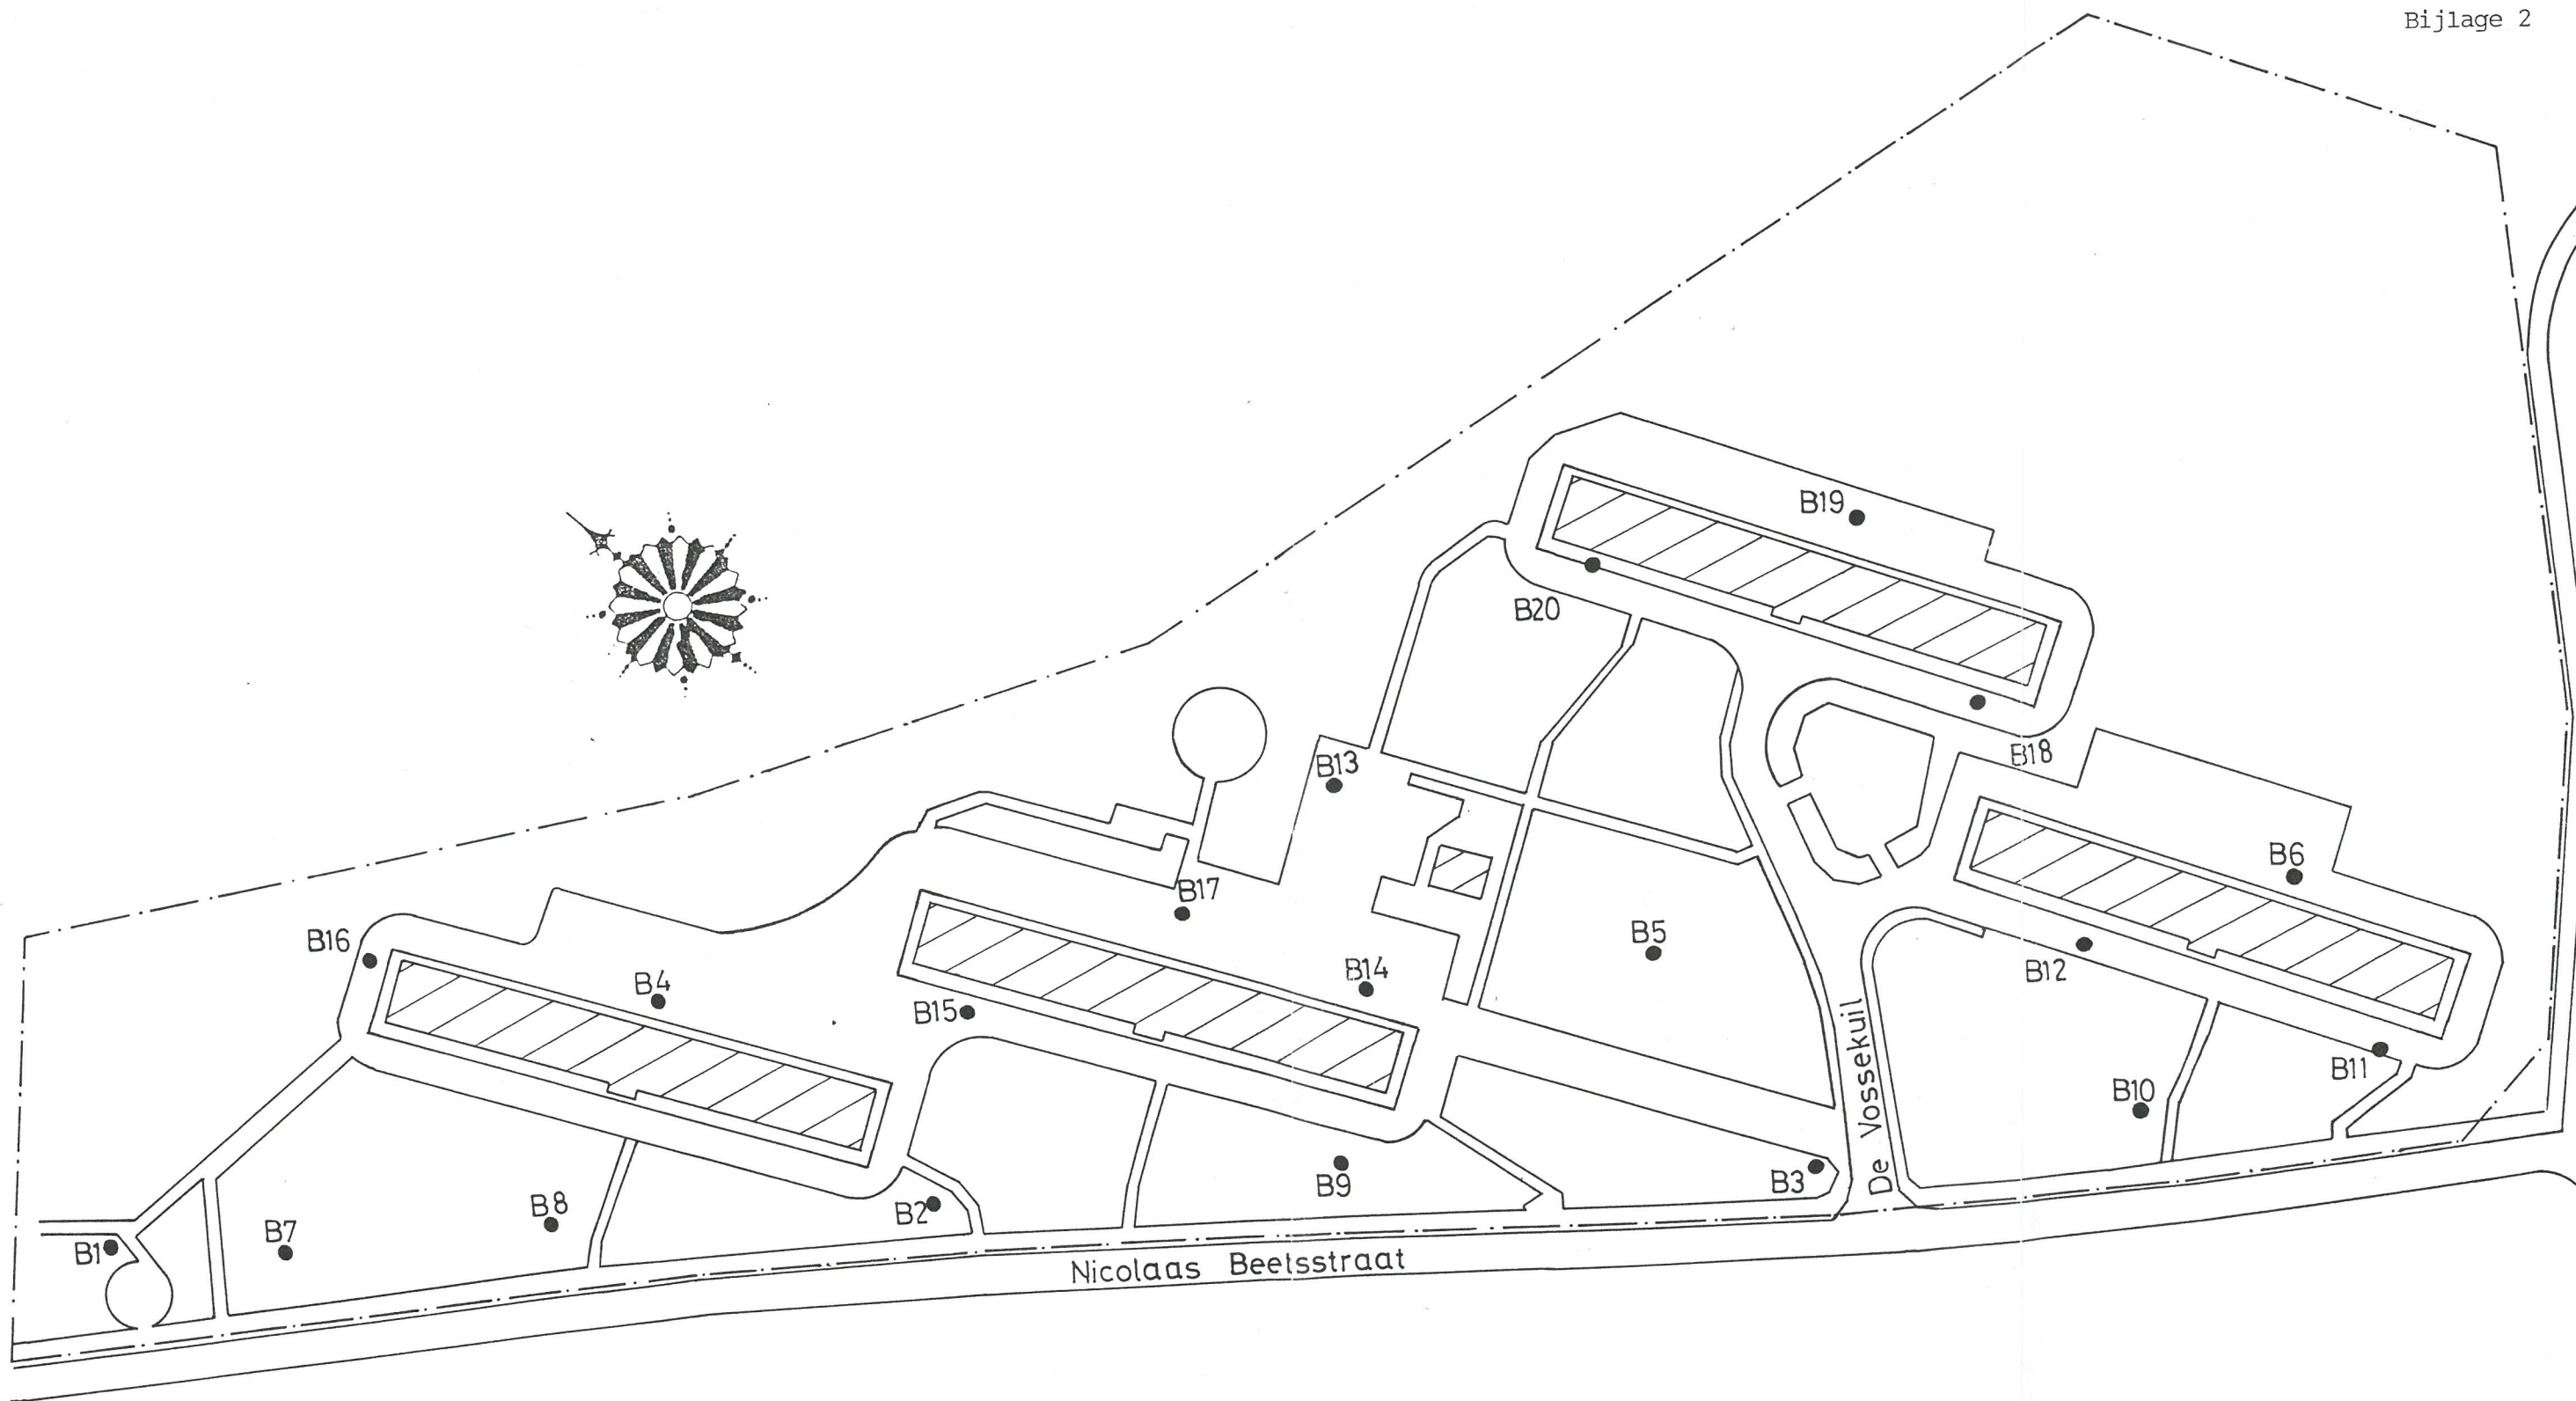 Bijlage 2
B19
B20
B18
B13
B6
B17
B16
B5
B14
B4
B12
B15
De Vossekuil
B11
B10
B3
B9
B8
B2
B7
B1
Nicolaas Beetsstraat